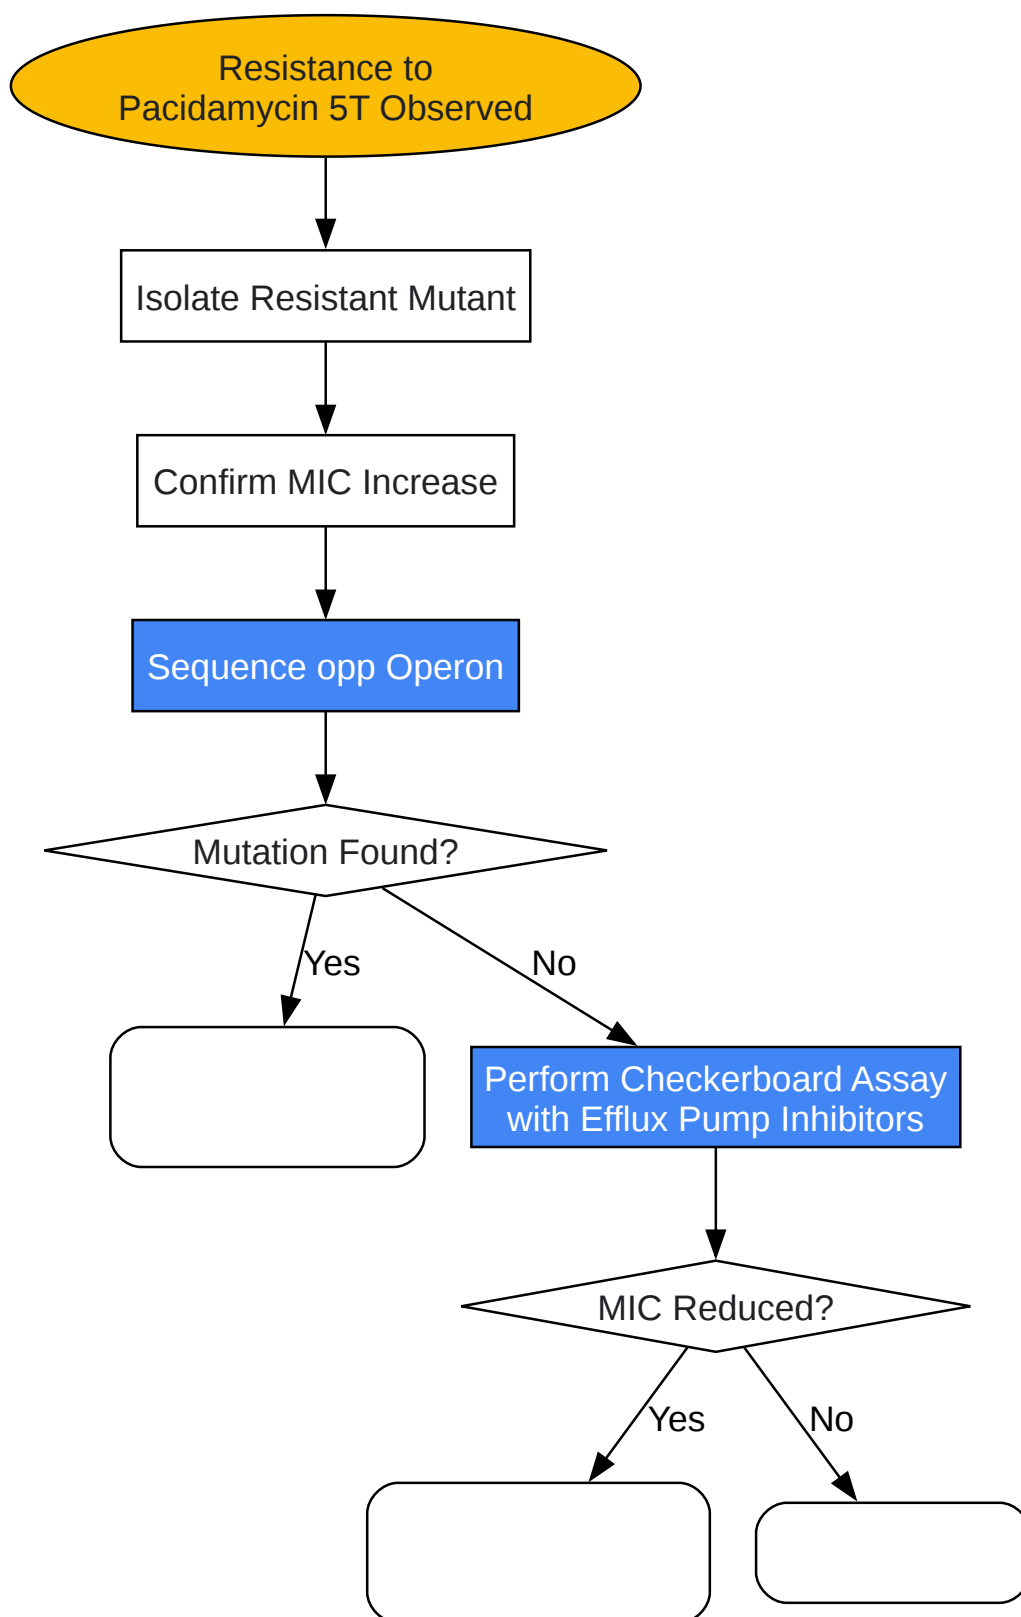 Resistance to
Pacidamycin 5T Observed
Isolate Resistant Mutant
Confirm MIC Increase
Sequence opp Operon
Mutation Found?
Yes
No
Perform Checkerboard Assay
with Efflux Pump Inhibitors
MIC Reduced?
Yes
No